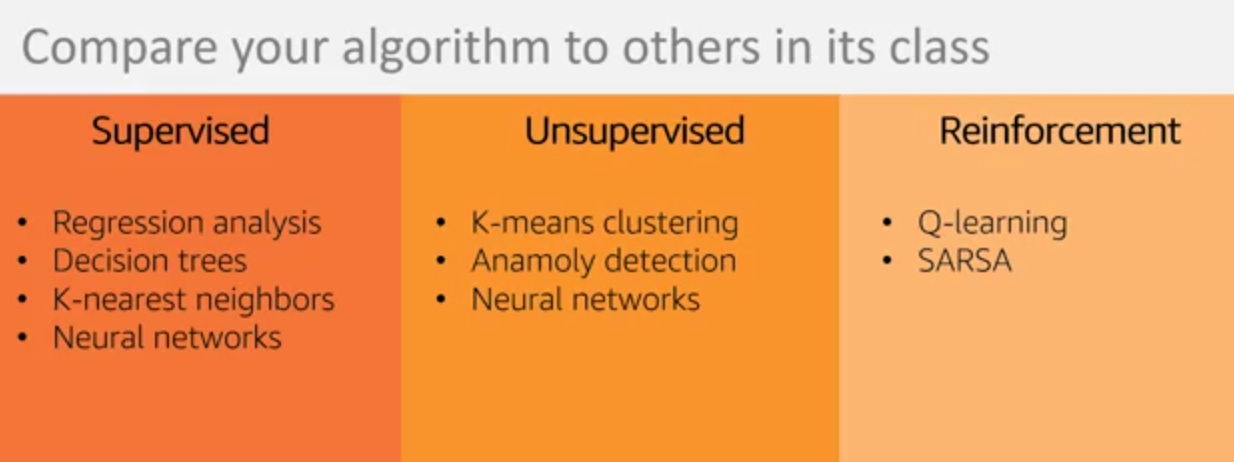 Compare your algorithm to others in its class
Supervised
• Regression analysis
• Decision trees
• K-nearest neighbors
• Neural networks
Unsupervised
• K-means clustering
• Anamoly detection
• Neural networks
Reinforcement
• Q-learning
• SARSA